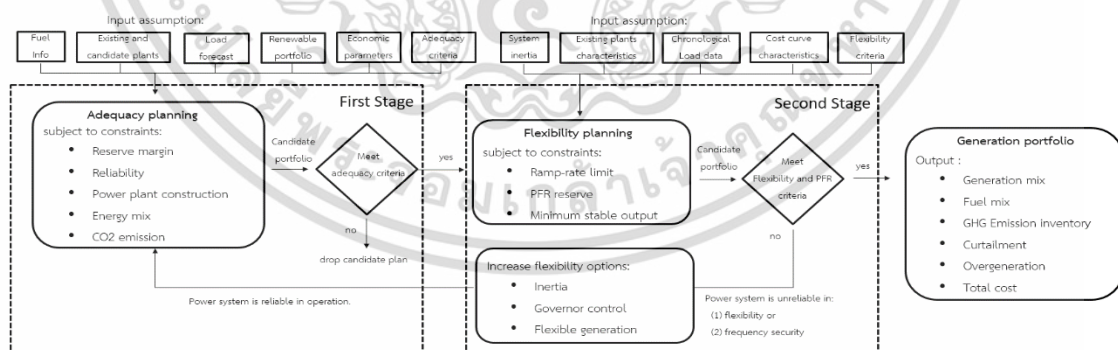 Input assumption:
Fuel
Info
Existing and
candidate plants
Load
forecast
Renewable
portfolio
Economic
parameters
Adequacy
criteria
First Stage
Adequacy planning
subject to constraints:
• Reserve margin
• Reliability
• Power plant construction
• Energy mix
• CO2 emission
Candidate
portfolio
Meet
adequacy criteria
yes
no
drop candidate plan
Power system is reliable in operation.
Input assumption:
System
inertia
Existing plants
characteristics
Chronological
Load data
Cost curve
characteristics
Flexibility
criteria
Second Stage
Flexibility planning
subject to constraints:
• Ramp-rate limit
• PFR reserve
• Minimum stable output
Candidate
portfolio
Meet
Flexibility and PFR
criteria
yes
no
Increase flexibility options:
• Inertia
• Governor control
• Flexible generation
Power system is unreliable in:
(1) flexibility or
(2) frequency security
Generation portfolio
Output :
• Generation mix
• Fuel mix
• GHG Emission inventory
• Curtailment
• Overgeneration
• Total cost